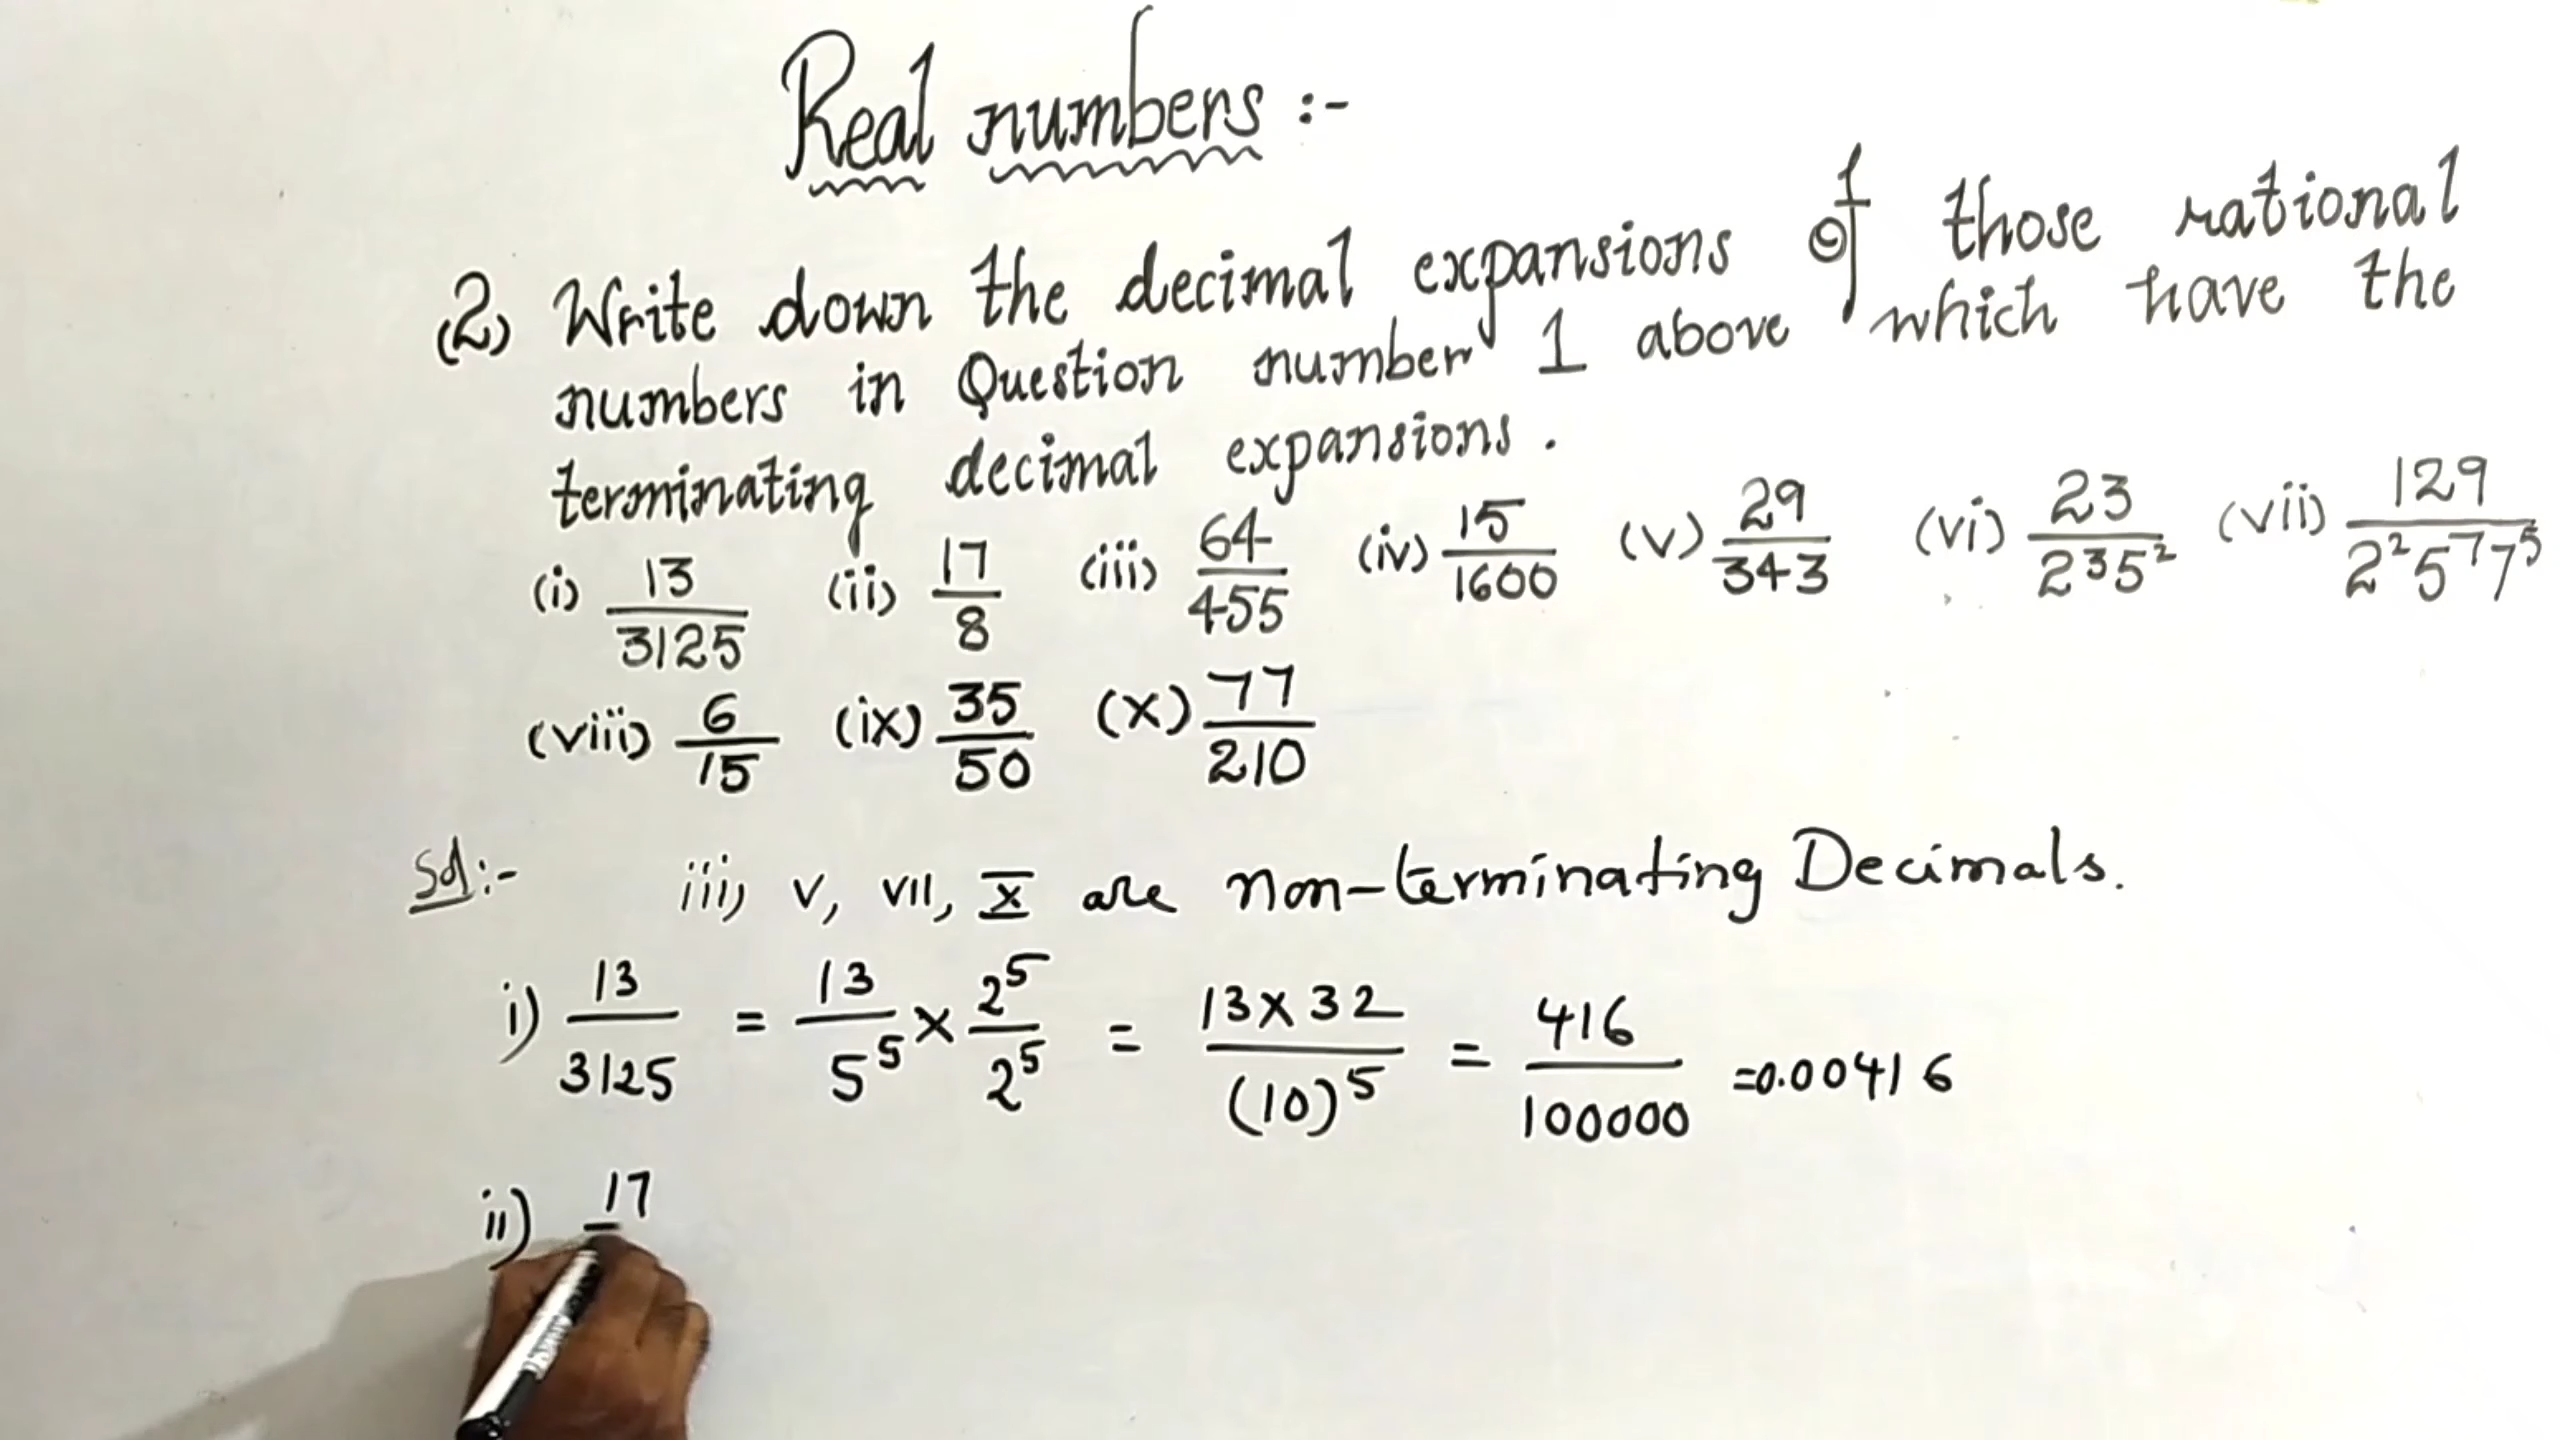 Real numbers :-
(2) Write down the decimal expansions of those rational
numbers in Question number 1 above which have the
terminating decimal expansions.
(i) 13/3125 (ii) 17/8 (iii) 64/455 (iv) 15/1600 (v) 29/343 (vi) 23/2³5² (vii) 129/2²5⁷7⁵
(viii) 6/15 (ix) 35/50 (x) 77/210
Sol:- iii, v, vii, x are non-terminating Decimals.
i) 13/3125 = 13/5⁵ × 2⁵/2⁵ = 13×32/(10)⁵ = 416/100000 = 0.00416
ii) 17